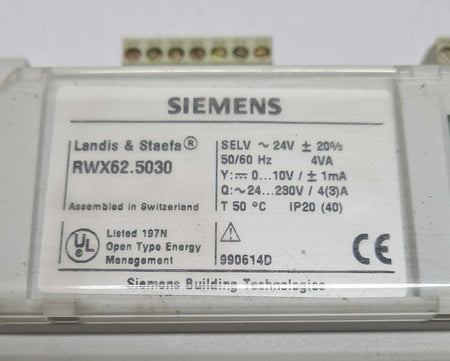 SIEMENS
Landis & Staefa®
RWX62.5030
Assembled in Switzerland
SELV ~ 24V ± 20%
50/60 Hz 4VA
Y:⎓ 0...10V / ± 1mA
Q:~24...230V / 4(3)A
T 50 °C IP20 (40)
UL
Listed 197N
Open Type Energy
Management
990614D
CE
Siemens Building Technologies